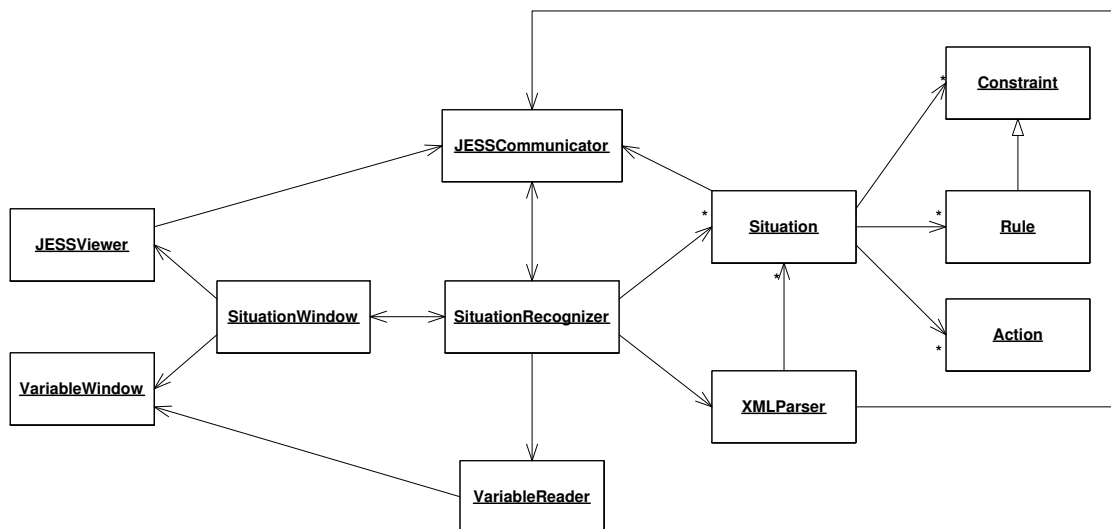 Constraint
*
JESSCommunicator
*
*
Situation
Rule
JESSViewer
*
SituationWindow
SituationRecognizer
Action
*
VariableWindow
XMLParser
VariableReader